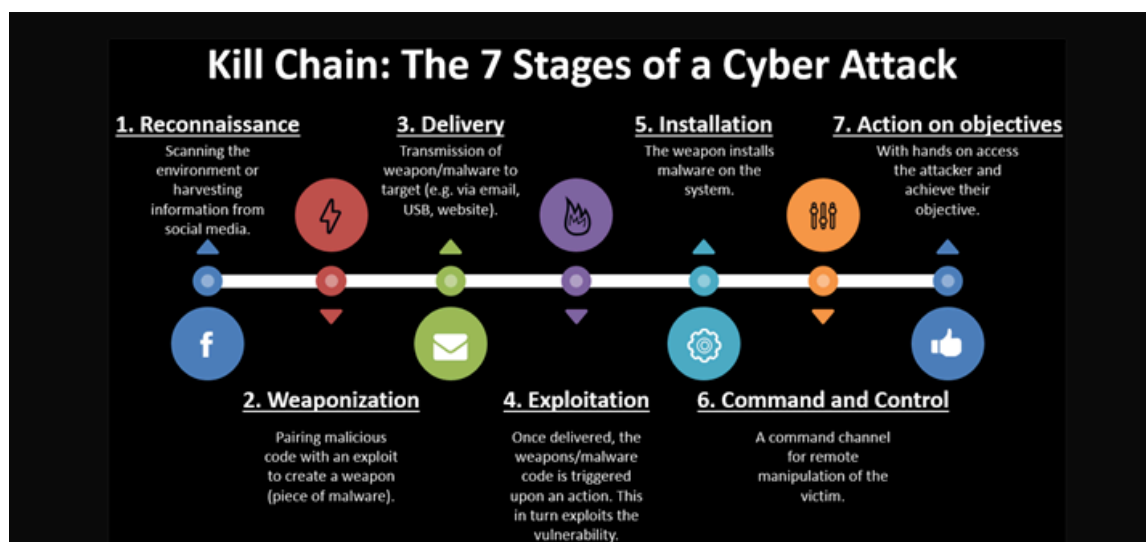 Kill Chain: The 7 Stages of a Cyber Attack
1. Reconnaissance
Scanning the
environment or
harvesting
information from
social media.
2. Weaponization
Pairing malicious
code with an exploit
to create a weapon
(piece of malware).
3. Delivery
Transmission of
weapon/malware to
target (e.g. via email,
USB, website).
4. Exploitation
Once delivered, the
weapons/malware
code is triggered
upon an action. This
in turn exploits the
vulnerability.
5. Installation
The weapon installs
malware on the
system.
6. Command and Control
A command channel
for remote
manipulation of the
victim.
7. Action on objectives
With hands on access
the attacker and
achieve their
objective.
f